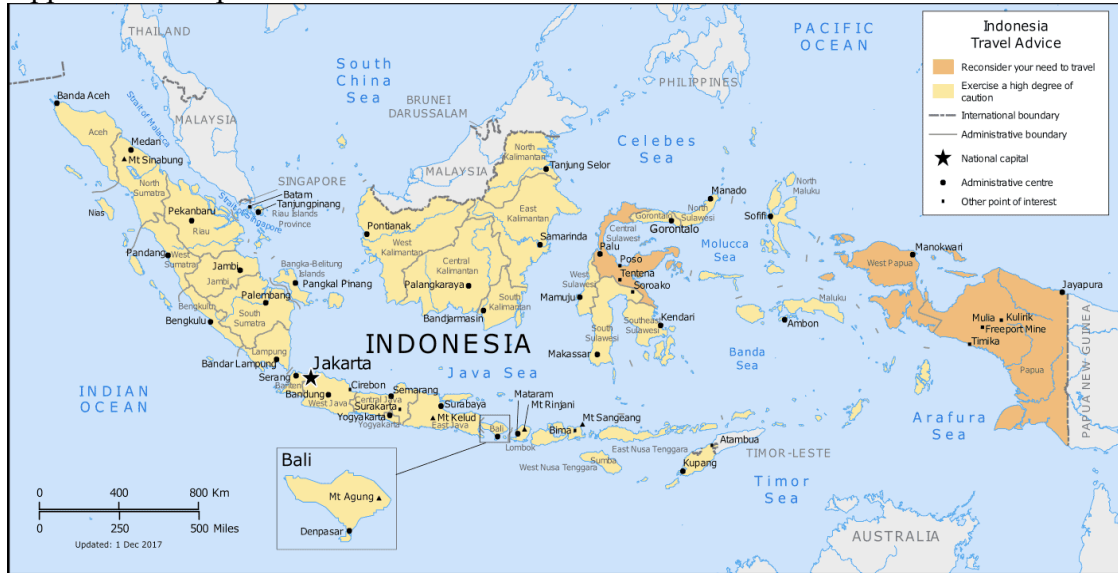 THAILAND
PACIFIC
OCEAN
Indonesia
Travel Advice
Reconsider your need to travel
Exercise a high degree of
caution
International boundary
Administrative boundary
National capital
Administrative centre
Other point of interest
South
China
Sea
PHILIPPINES
Banda Aceh
Strait of Malacca
BRUNEI
DARUSSALAM
MALAYSIA
Aceh
Medan
Mt Sinabung
North
Kalimantan
Celebes
Sea
Tanjung Selor
MALAYSIA
North
Sumatra
SINGAPORE
Batam
Tanjungpinang
Riau Islands
Province
Nias
Pekanbaru
Riau
East
Kalimantan
Manado
North
Maluku
North
Sulawesi
Gorontalo
Gorontalo
Sofifi
Pontianak
West
Kalimantan
Samarinda
Central
Sulawesi
Palu
Poso
Tentena
Soroako
Molucca
Sea
Manokwari
West Papua
Pandang
West
Sumatra
Jambi
Jambi
Bangka-Belitung
Islands
Pangkal Pinang
Central
Kalimantan
Palangkaraya
West
Sulawesi
Mamuju
Jayapura
Palembang
South
Sumatra
Bengkulu
Bengkulu
South
Kalimantan
Bandjarmasin
South
Sulawesi
Southeast
Sulawesi
Kendari
Maluku
Ambon
Mulia
Kulirik
Freeport Mine
Timika
Papua
PAPUA NEW GUINEA
Lampung
Bandar Lampung
INDONESIA
Makassar
Banda
Sea
Jakarta
Java Sea
Serang
Banten
INDIAN
OCEAN
Bandung
West Java
Cirebon
Central Java
Semarang
Surakarta
Yogyakarta
Yogyakarta
Surabaya
Mt Kelud
East Java
Mataram
Mt Rinjani
Bali
Lombok
Bima
Mt Sangeang
West Nusa Tenggara
East Nusa Tenggara
Sumba
Atambua
Kupang
TIMOR-LESTE
Arafura
Sea
Timor
Sea
AUSTRALIA
Bali
Mt Agung
Denpasar
0 400 800 Km
0 250 500 Miles
Updated: 1 Dec 2017